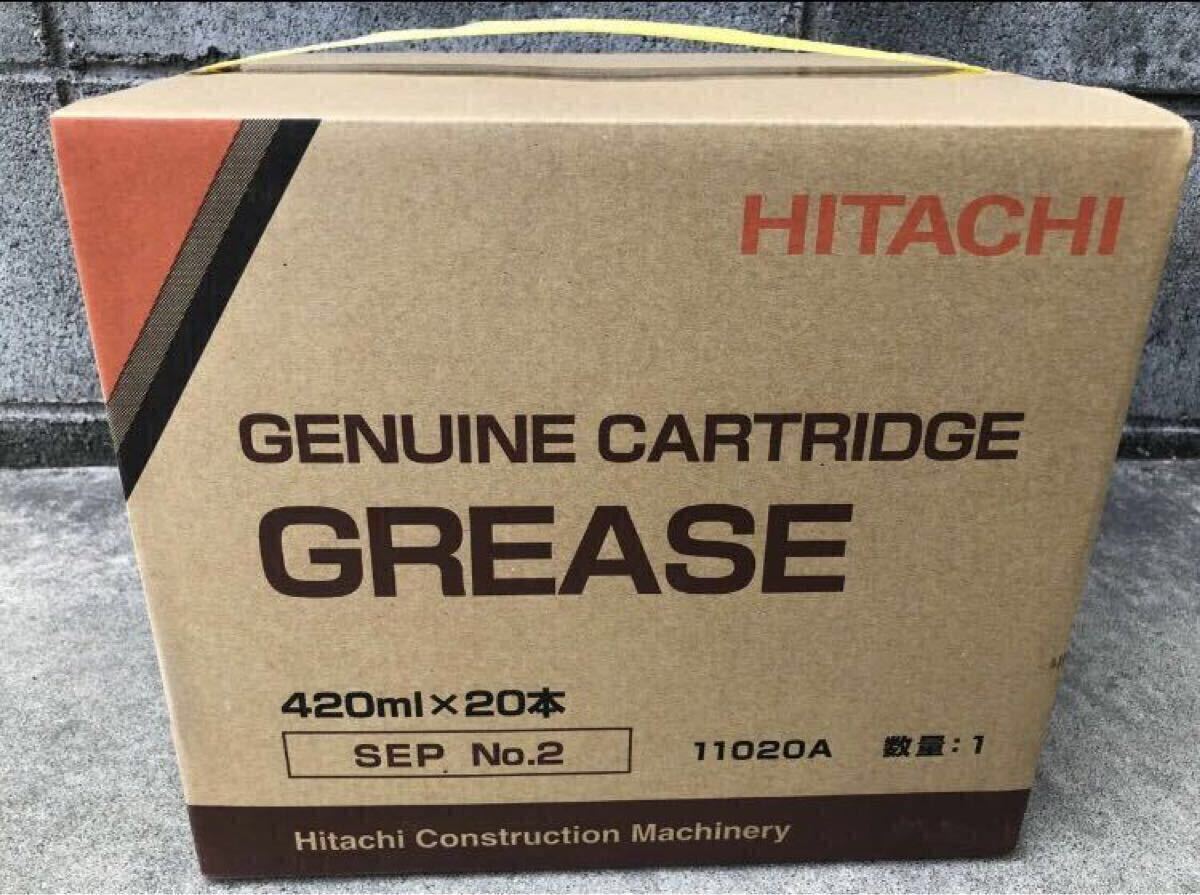 HITACHI
GENUINE CARTRIDGE
GREASE
420ml×20本
SEP No.2 11020A 数量:1
Hitachi Construction Machinery